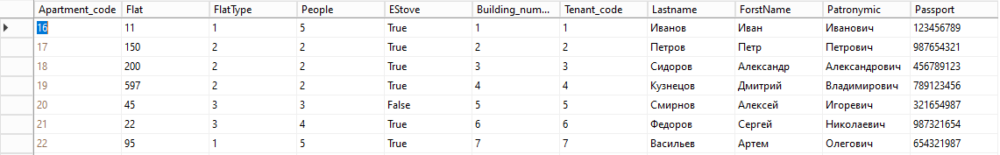 Apartment_code Flat FlatType People EStove Building_num... Tenant_code Lastname ForstName Patronymic Passport
16 11 1 5 True 1 1 Иванов Иван Иванович 123456789
17 150 2 2 True 2 2 Петров Петр Петрович 987654321
18 200 2 2 True 3 3 Сидоров Александр Александрович 456789123
19 597 2 2 True 4 4 Кузнецов Дмитрий Владимирович 789123456
20 45 3 3 False 5 5 Смирнов Алексей Игоревич 321654987
21 22 3 4 True 6 6 Федоров Сергей Николаевич 987321654
22 95 1 5 True 7 7 Васильев Артем Олегович 654321987